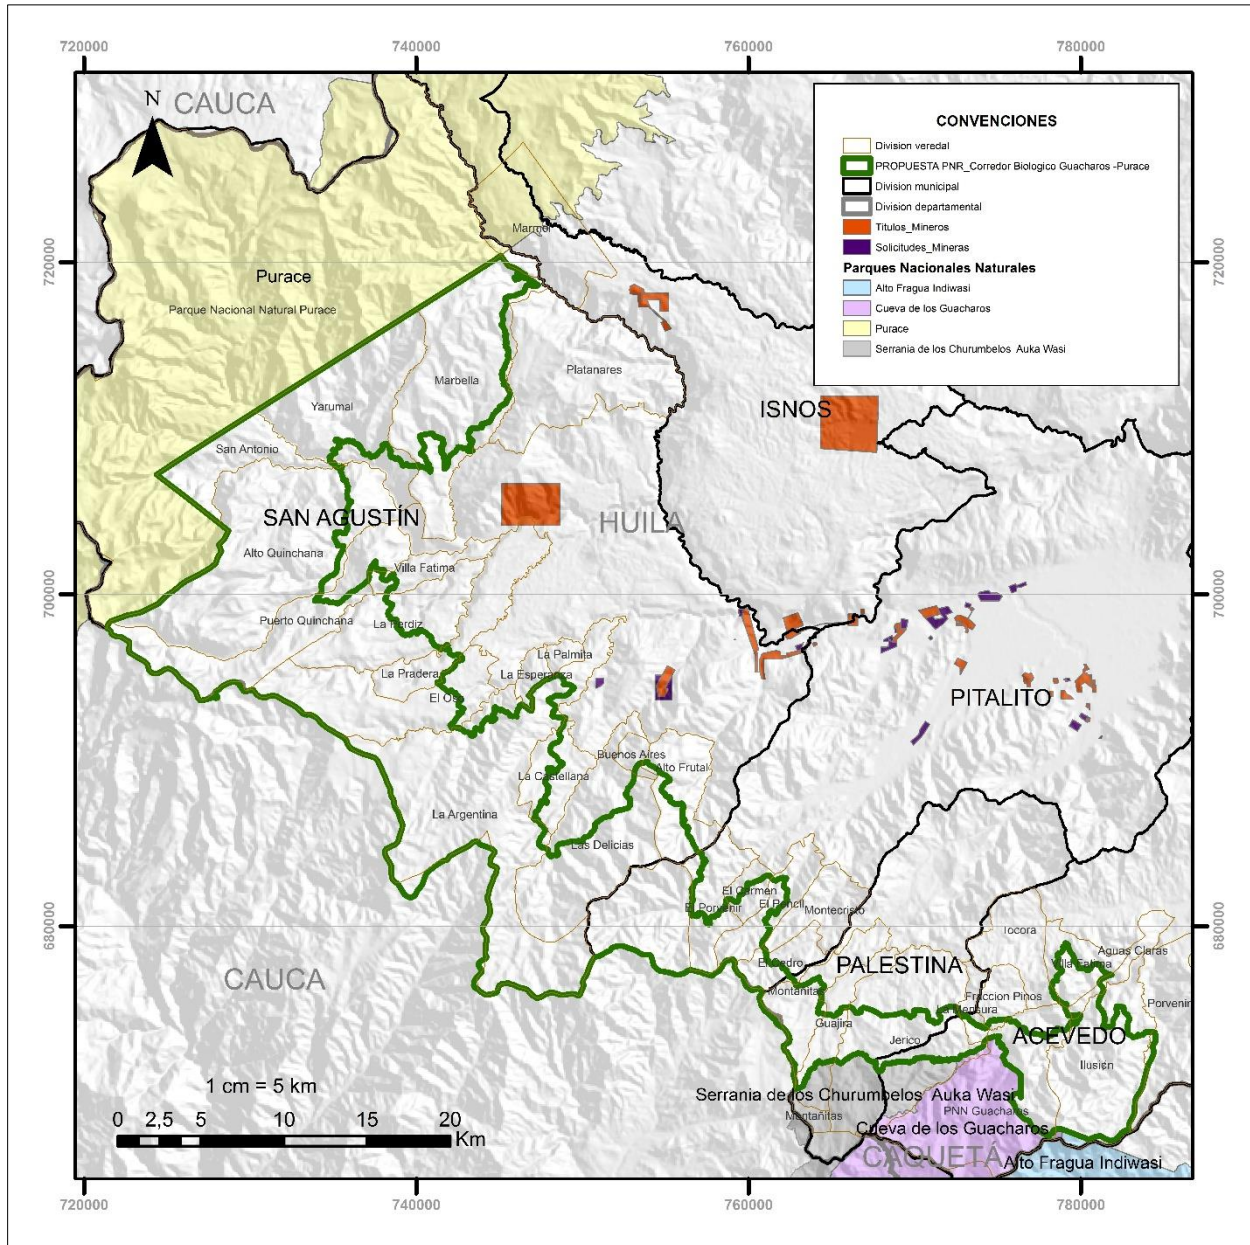 720000
740000
760000
780000
N
CAUCA
CONVENCIONES
Division veredal
PROPUESTA PNR_Corredor Biologico Guacharos -Purace
Division municipal
Division departamental
Titulos_Mineros
Solicitudes_Mineras
Parques Nacionales Naturales
Alto Fragua Indiwasi
Cueva de los Guacharos
Purace
Serrania de los Churumbelos Auka Wasi
Marmol
720000
720000
Purace
Parque Nacional Natural Purace
Platanares
Marbella
Yarumal
ISNOS
San Antonio
SAN AGUSTÍN
HUILA
Alto Quinchana
Villa Fatima
700000
700000
Puerto Quinchana
La Perdiz
La Palmita
La Pradera
La Esperanza
PITALITO
Buenos Aires
Alto Frutal
La Castellana
La Argentina
Las Delicias
El Carmen
El Porvenir
Montecristo
680000
680000
Tocora
Aguas Claras
Villa Fatima
CAUCA
El Cedro
PALESTINA
Montañitas
Fraccion Pinos
La Mensura
Porvenir
Guajira
Jerico
ACEVEDO
Ilusión
1 cm = 5 km
0 2,5 5 10 15 20
Km
Serrania de los Churumbelos Auka Wasi
Montañitas
PNN Guacharos
Cueva de los Guacharos
CAQUETÁ
Alto Fragua Indiwasi
720000
740000
760000
780000